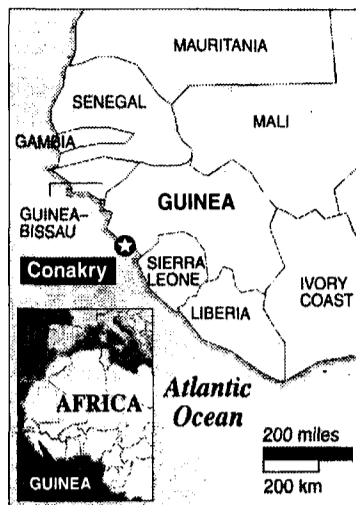 MAURITANIA
SENEGAL
MALI
GAMBIA
GUINEA
GUINEA-
BISSAU
Conakry
SIERRA
LEONE
IVORY
COAST
LIBERIA
AFRICA
Atlantic
Ocean
GUINEA
200 miles
200 km